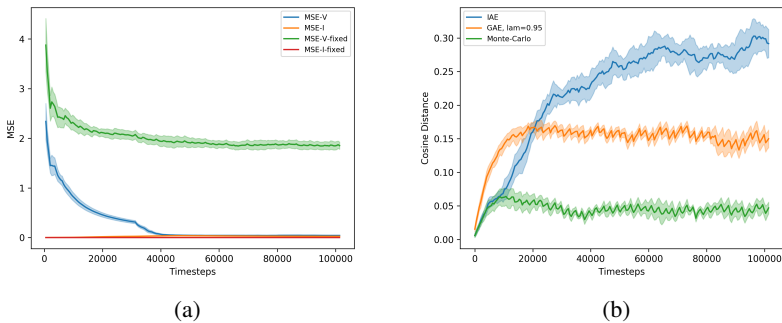 MSE-V
MSE-I
MSE-V-fixed
MSE-I-fixed
4
3
2
1
0
MSE
0
20000
40000
60000
80000
100000
Timesteps
(a)
IAE
GAE, lam=0.95
Monte-Carlo
0.30
0.25
0.20
0.15
0.10
0.05
0.00
Cosine Distance
0
20000
40000
60000
80000
100000
Timesteps
(b)